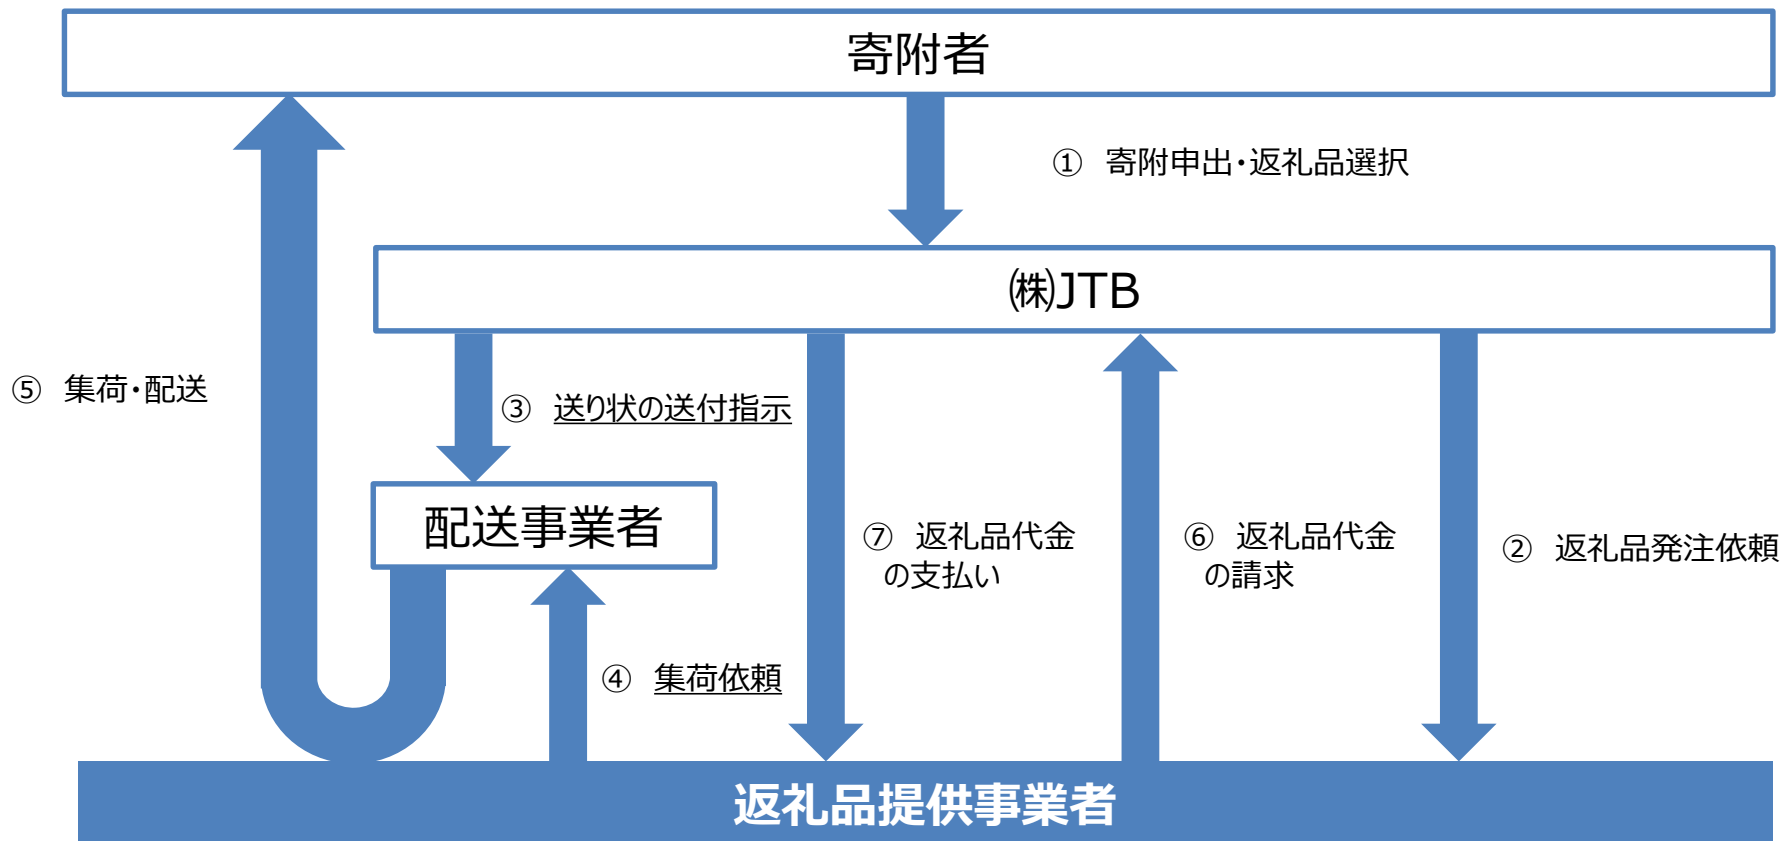 寄附者
① 寄附申出・返礼品選択
㈱JTB
⑤ 集荷・配送
③ 送り状の送付指示
配送事業者
⑦ 返礼品代金
の支払い
⑥ 返礼品代金
の請求
② 返礼品発注依頼
④ 集荷依頼
返礼品提供事業者